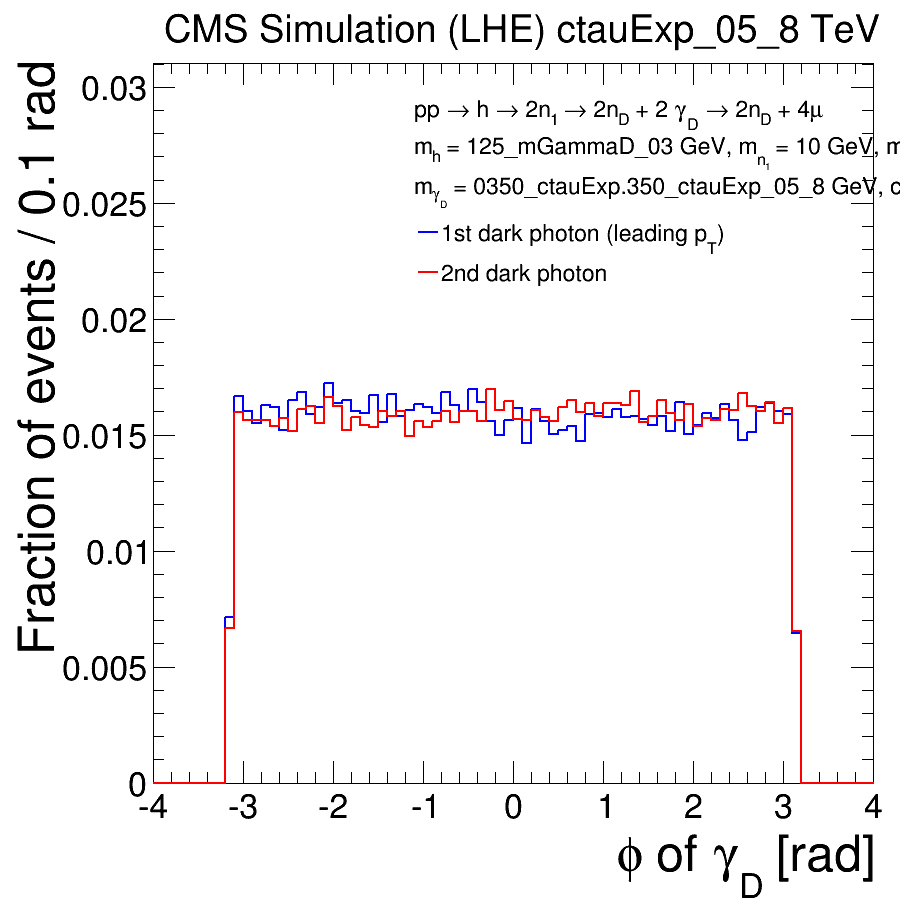 CMS Simulation (LHE) ctauExp_05_8 TeV
Fraction of events / 0.1 rad
0.03
0.025
0.02
0.015
0.01
0.005
0
pp → h → 2n1 → 2nD + 2 γD → 2nD + 4μ
mh = 125_mGammaD_03 GeV, mn1 = 10 GeV, m
mγD = 0350_ctauExp.350_ctauExp_05_8 GeV, c
1st dark photon (leading pT)
2nd dark photon
-4 -3 -2 -1 0 1 2 3 4
ϕ of γD [rad]